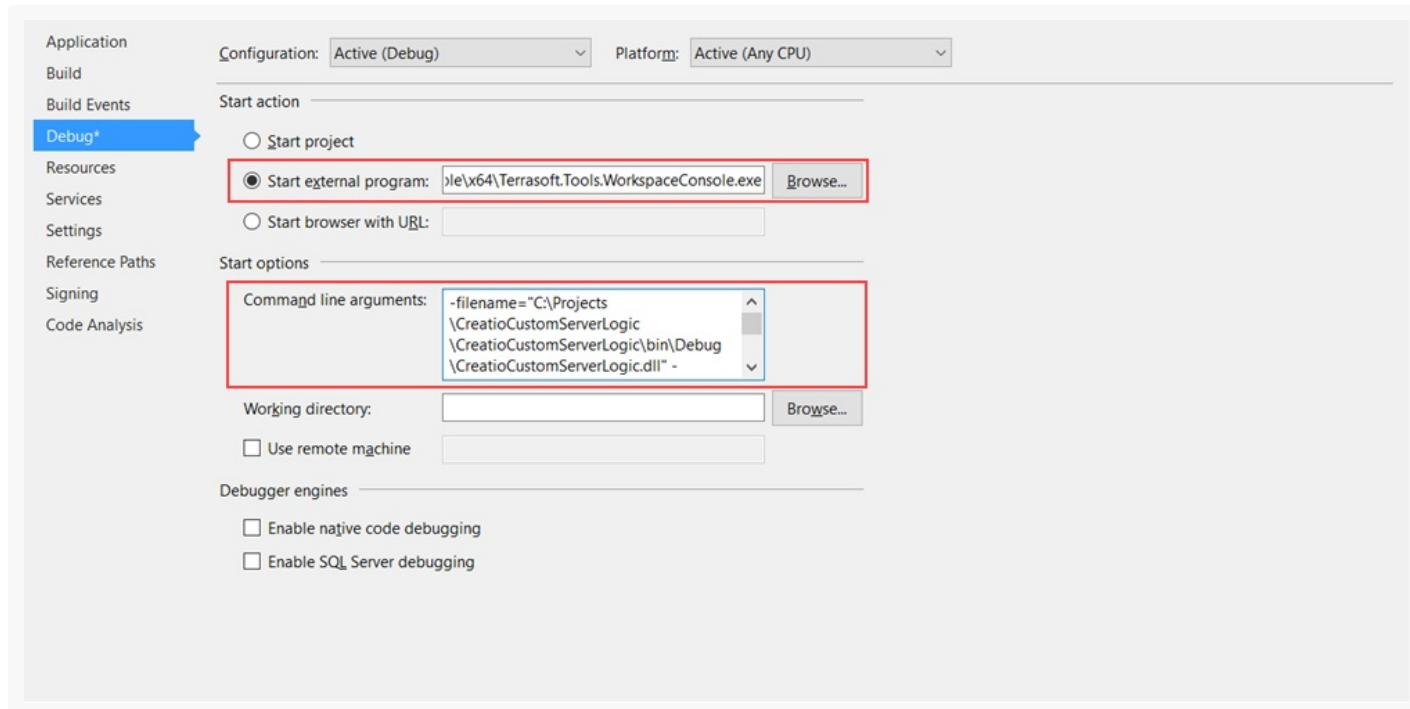 Application
Build
Build Events
Debug*
Resources
Services
Settings
Reference Paths
Signing
Code Analysis
Configuration: Active (Debug) Platform: Active (Any CPU)
Start action
Start project
Start external program: le\x64\Terrasoft.Tools.WorkspaceConsole.exe Browse...
Start browser with URL:
Start options
Command line arguments: -filename="C:\Projects
\CreatioCustomServerLogic
\CreatioCustomServerLogic\bin\Debug
\CreatioCustomServerLogic.dll" -
Working directory: Browse...
Use remote machine
Debugger engines
Enable native code debugging
Enable SQL Server debugging